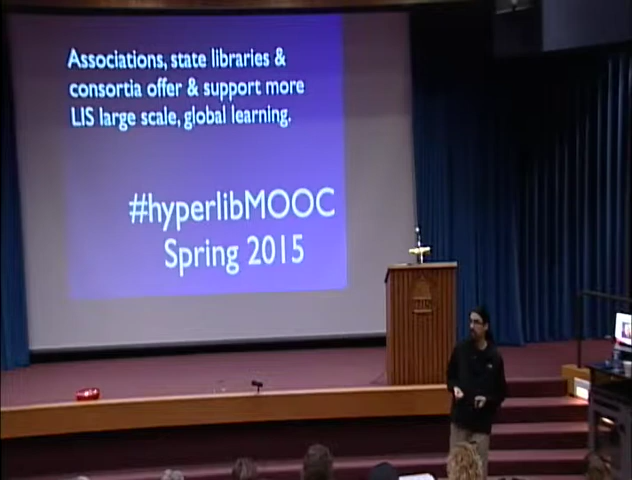 Associations, state libraries &
consortia offer & support more
LIS large scale, global learning.
#hyperlibMOOC
Spring 2015